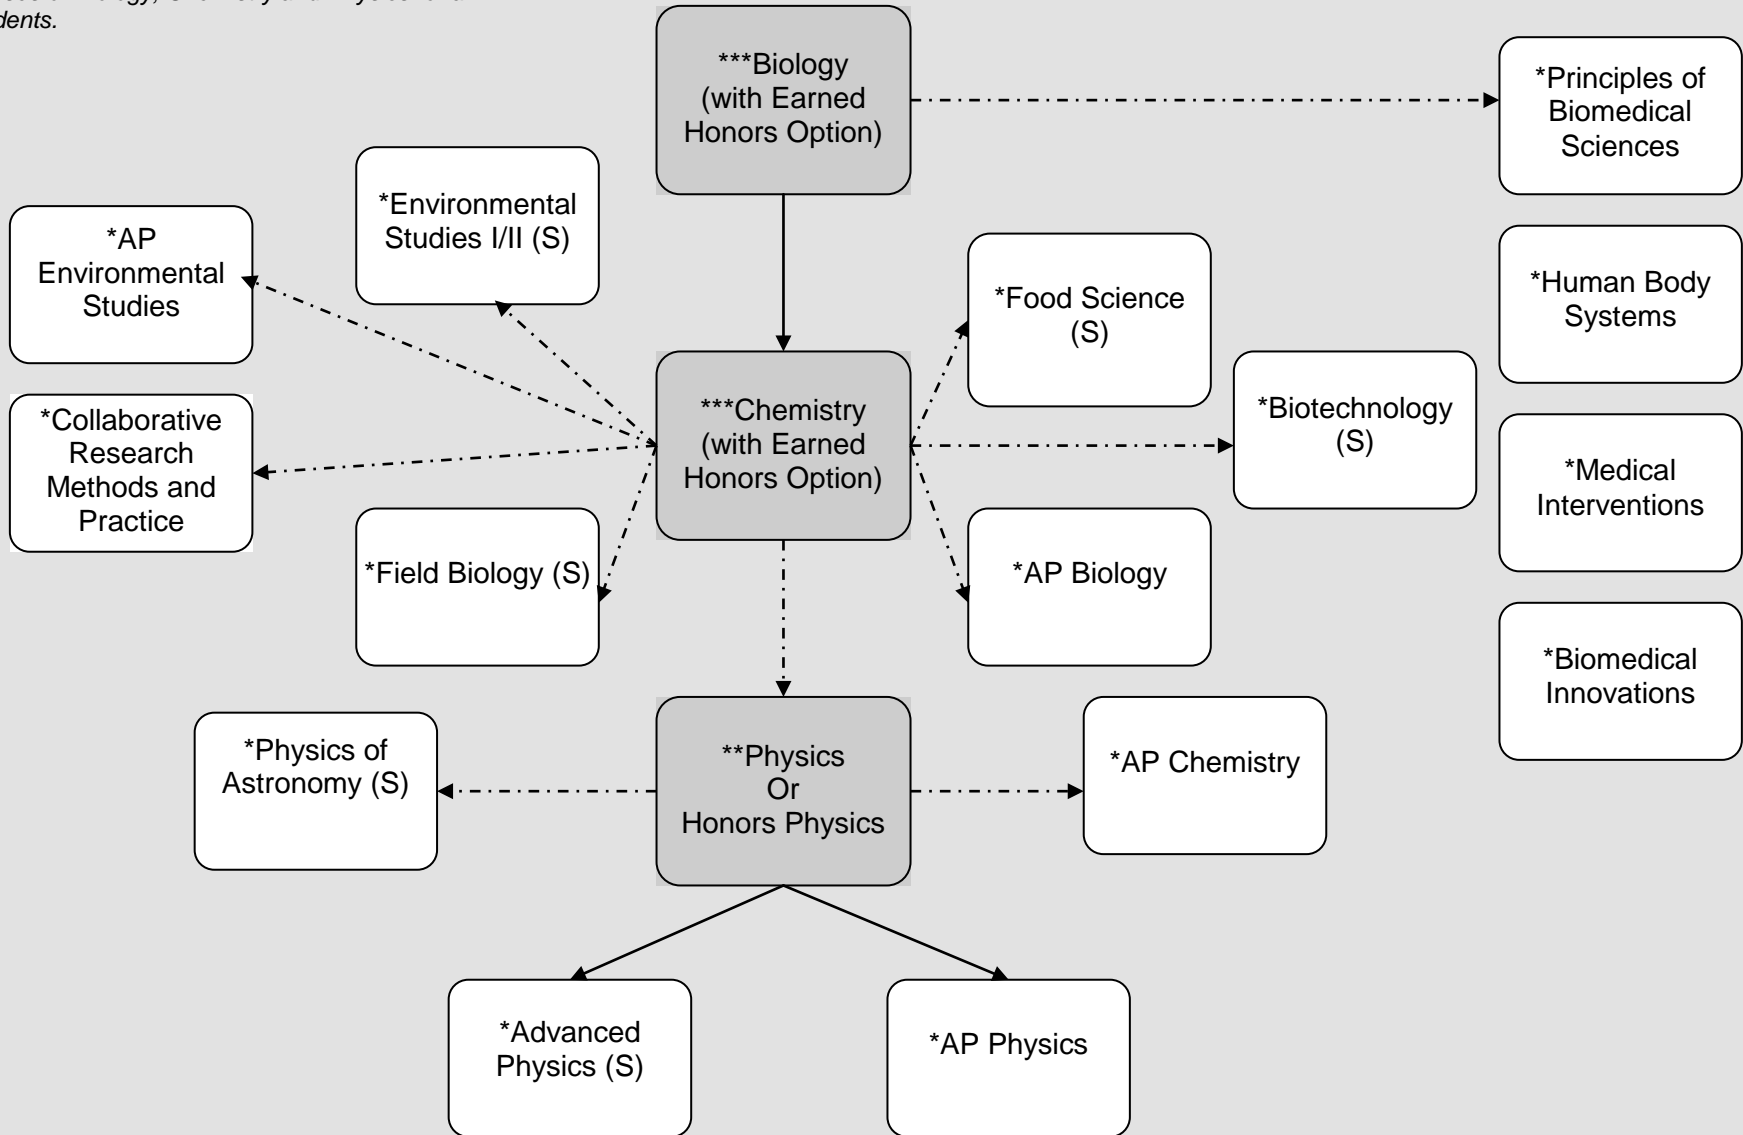 dents.
***Biology
(with Earned
Honors Option)
*Principles of
Biomedical
Sciences
*Environmental
Studies I/II (S)
*AP
Environmental
Studies
*Human Body
Systems
*Food Science
(S)
***Chemistry
(with Earned
Honors Option)
*Biotechnology
(S)
*Collaborative
Research
Methods and
Practice
*Medical
Interventions
*Field Biology (S)
*AP Biology
*Biomedical
Innovations
*Physics of
Astronomy (S)
**Physics
Or
Honors Physics
*AP Chemistry
*Advanced
Physics (S)
*AP Physics